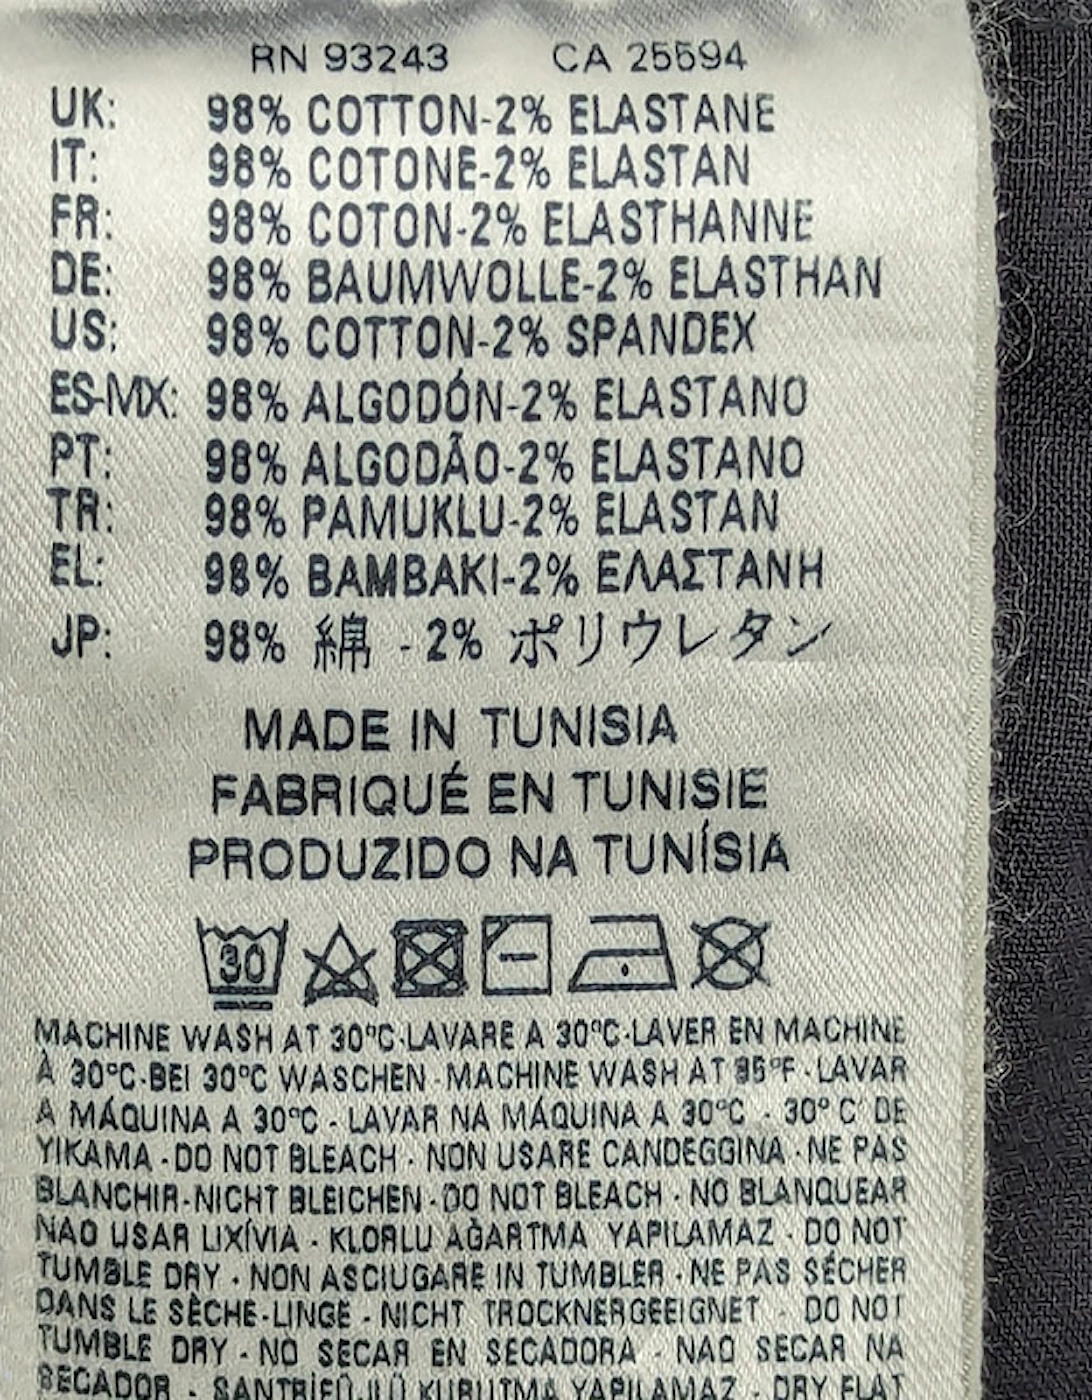 RN 93243 CA 25594
UK: 98% COTTON-2% ELASTANE
IT: 98% COTONE-2% ELASTAN
FR: 98% COTON-2% ELASTHANNE
DE: 98% BAUMWOLLE-2% ELASTHAN
US: 98% COTTON-2% SPANDEX
ES-MX: 98% ALGODÓN-2% ELASTANO
PT: 98% ALGODÃO-2% ELASTANO
TR: 98% PAMUKLU-2% ELASTAN
EL: 98% BAMBAKI-2% ΕΛΑΣΤΑΝΗ
JP: 98% 綿 - 2% ポリウレタン
MADE IN TUNISIA
FABRIQUÉ EN TUNISIE
PRODUZIDO NA TUNÍSIA
30
MACHINE WASH AT 30°C·LAVARE A 30°C·LAVER EN MACHINE
À 30°C·BEI 30°C WASCHEN·MACHINE WASH AT °F·LAVAR
A MÁQUINA A 30°C - LAVAR NA MÁQUINA A 30°C - 30° C' DE
YIKAMA·DO NOT BLEACH · NON USARE CANDEGGINA·NE PAS
BLANCHIR·NICHT BLEICHEN·DO NOT BLEACH · NO BLANQUEAR
NAO USAR LIXÍVIA · KLORLU AĞARTMA YAPILAMAZ · DO NOT
TUMBLE DRY · NON ASCIUGARE IN TUMBLER · NE PAS SÉCHER
DANS LE SÈCHE-LINGE · NICHT TROCKNERGEEIGNET - DO NOT
TUMBLE DRY · NO SECAR EN SECADORA · NAO SECAR NA
SECADOR · SANTRİFÜJLÜ KURUTMA YAPILAMAZ · DRY FLAT